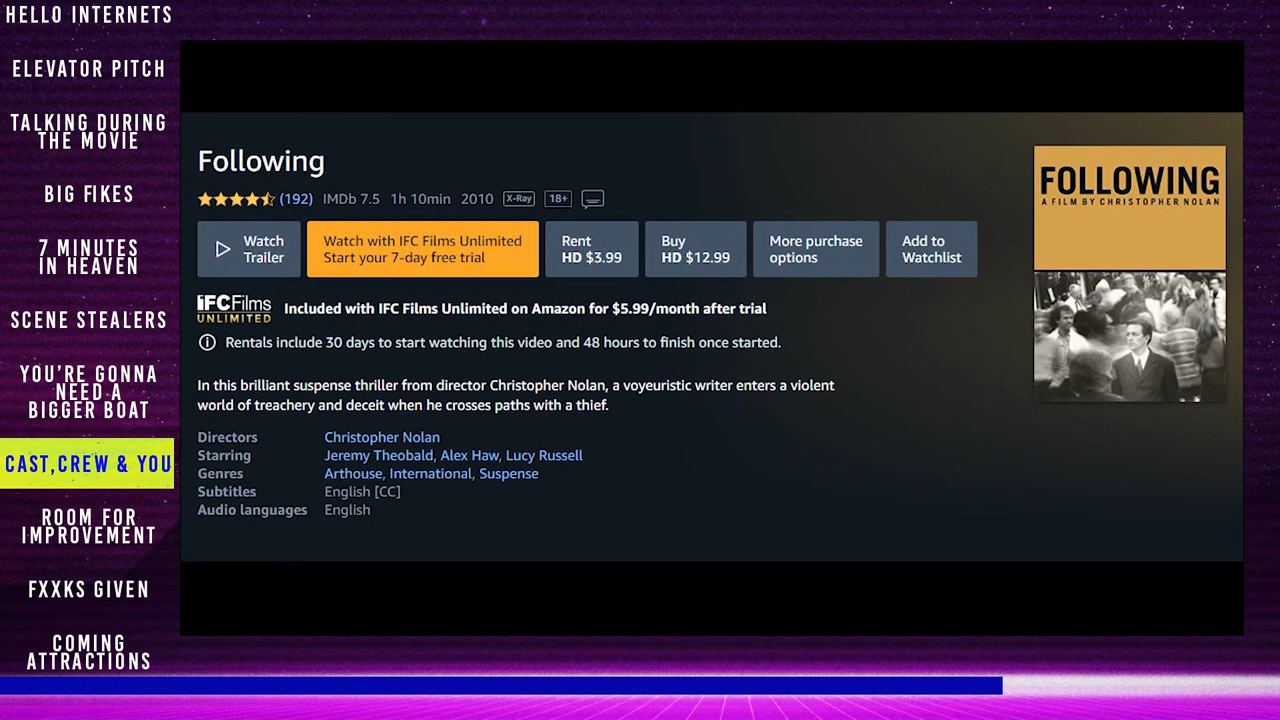 HELLO INTERNETS
ELEVATOR PITCH
TALKING DURING
THE MOVIE
BIG FIKES
7 MINUTES
IN HEAVEN
SCENE STEALERS
YOU'RE GONNA
NEED A
BIGGER BOAT
CAST,CREW & YOU
ROOM FOR
IMPROVEMENT
FXXKS GIVEN
COMING
ATTRACTIONS
Following
(192) IMDb 7.5 1h 10min 2010 X-Ray 18+
Watch
Trailer
Watch with IFC Films Unlimited
Start your 7-day free trial
Rent
HD $3.99
Buy
HD $12.99
More purchase
options
Add to
Watchlist
IFC Films
UNLIMITED
Included with IFC Films Unlimited on Amazon for $5.99/month after trial
Rentals include 30 days to start watching this video and 48 hours to finish once started.
In this brilliant suspense thriller from director Christopher Nolan, a voyeuristic writer enters a violent
world of treachery and deceit when he crosses paths with a thief.
Directors Christopher Nolan
Starring Jeremy Theobald, Alex Haw, Lucy Russell
Genres Arthouse, International, Suspense
Subtitles English [CC]
Audio languages English
FOLLOWING
A FILM BY CHRISTOPHER NOLAN